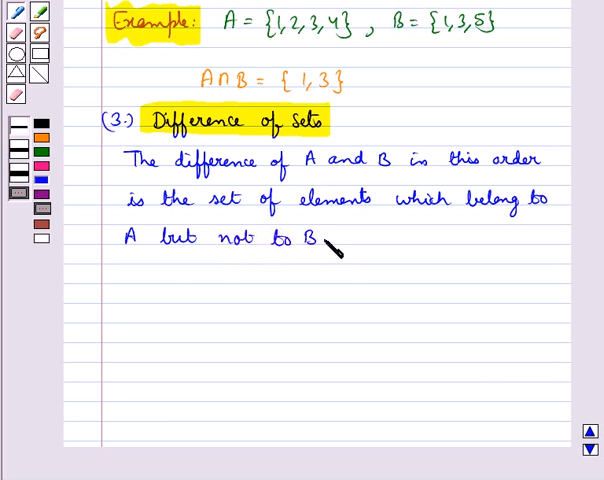 Example: A = {1,2,3,4} , B = {1,3,5}
A∩B = {1,3}
(3.) Difference of sets
The difference of A and B in this order
is the set of elements which belong to
A but not to B